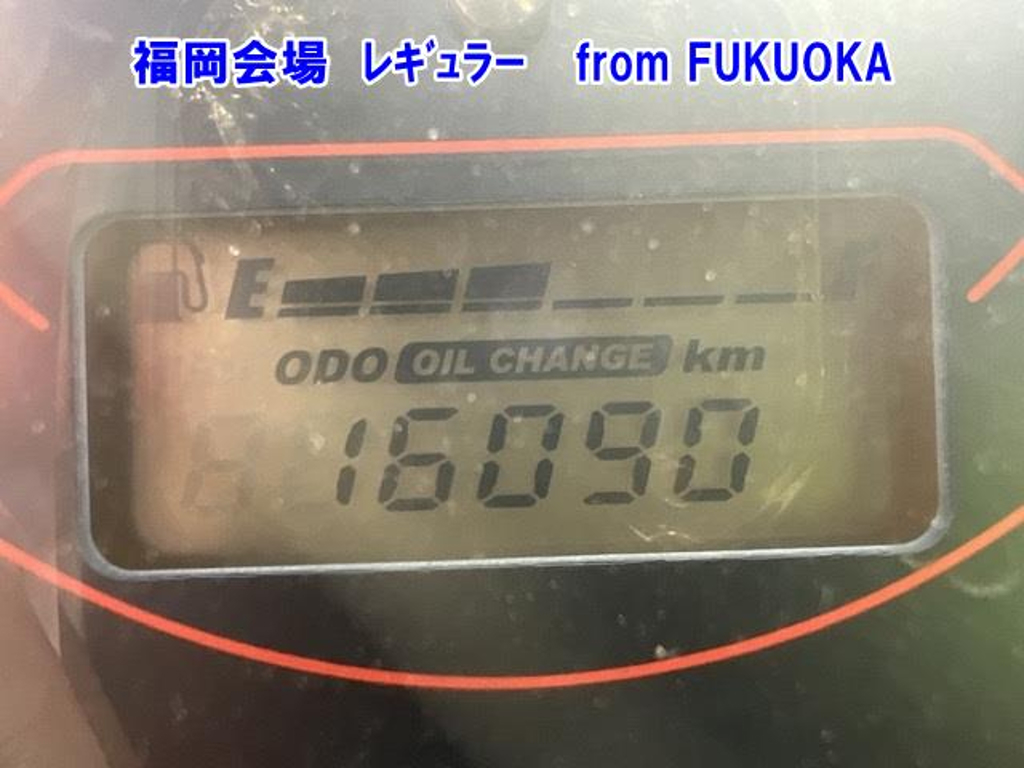 福岡会場 ﾚｷﾞｭﾗｰ from FUKUOKA
E F
ODO OIL CHANGE km
16090